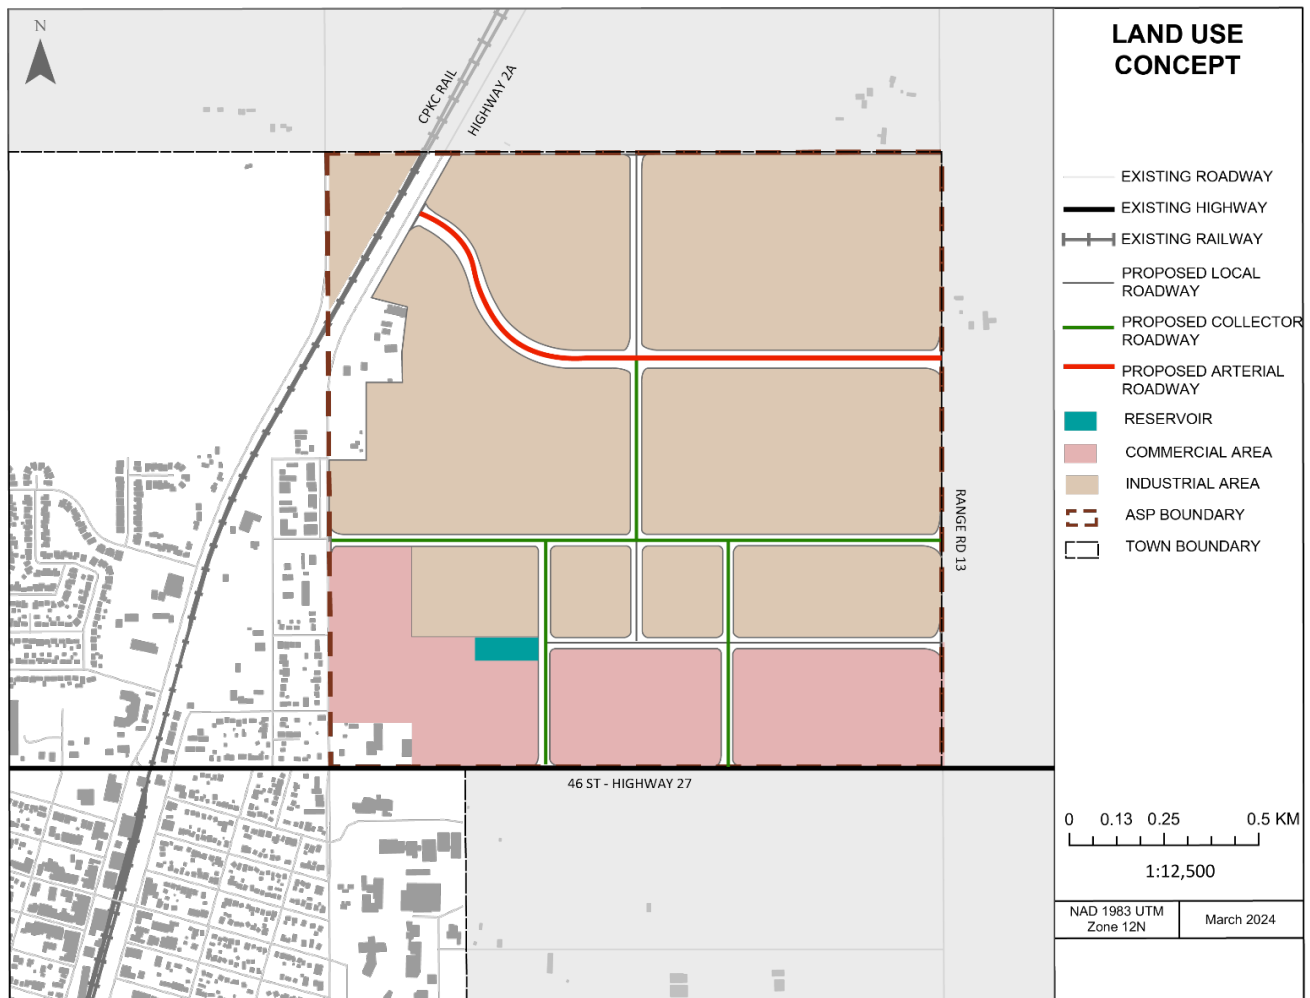 N
CPKC RAIL
HIGHWAY 2A
RANGE RD 13
46 ST - HIGHWAY 27
LAND USE
CONCEPT
EXISTING ROADWAY
EXISTING HIGHWAY
EXISTING RAILWAY
PROPOSED LOCAL
ROADWAY
PROPOSED COLLECTOR
ROADWAY
PROPOSED ARTERIAL
ROADWAY
RESERVOIR
COMMERCIAL AREA
INDUSTRIAL AREA
ASP BOUNDARY
TOWN BOUNDARY
0 0.13 0.25 0.5 KM
1:12,500
NAD 1983 UTM
Zone 12N
March 2024